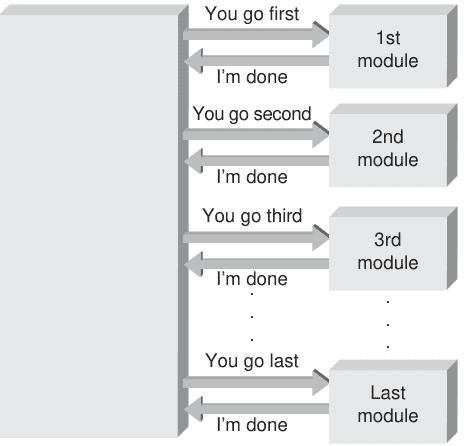 You go first
1st
module
I'm done
You go second
2nd
module
I'm done
You go third
3rd
module
I'm done
. .
. .
. .
You go last
Last
module
I'm done